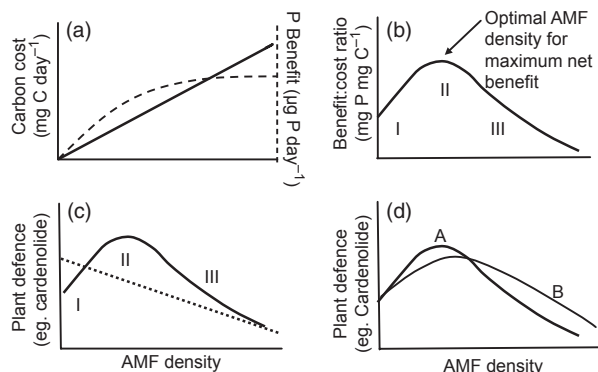 (a)
Carbon cost
(mg C day⁻¹)
P Benefit (µg P day⁻¹)
(b)
Benefit:cost ratio
(mg P mg C⁻¹)
Optimal AMF
density for
maximum net
benefit
I
II
III
(c)
Plant defence
(eg. cardenolide)
I
II
III
AMF density
(d)
Plant defence
(eg. Cardenolide)
A
B
AMF density